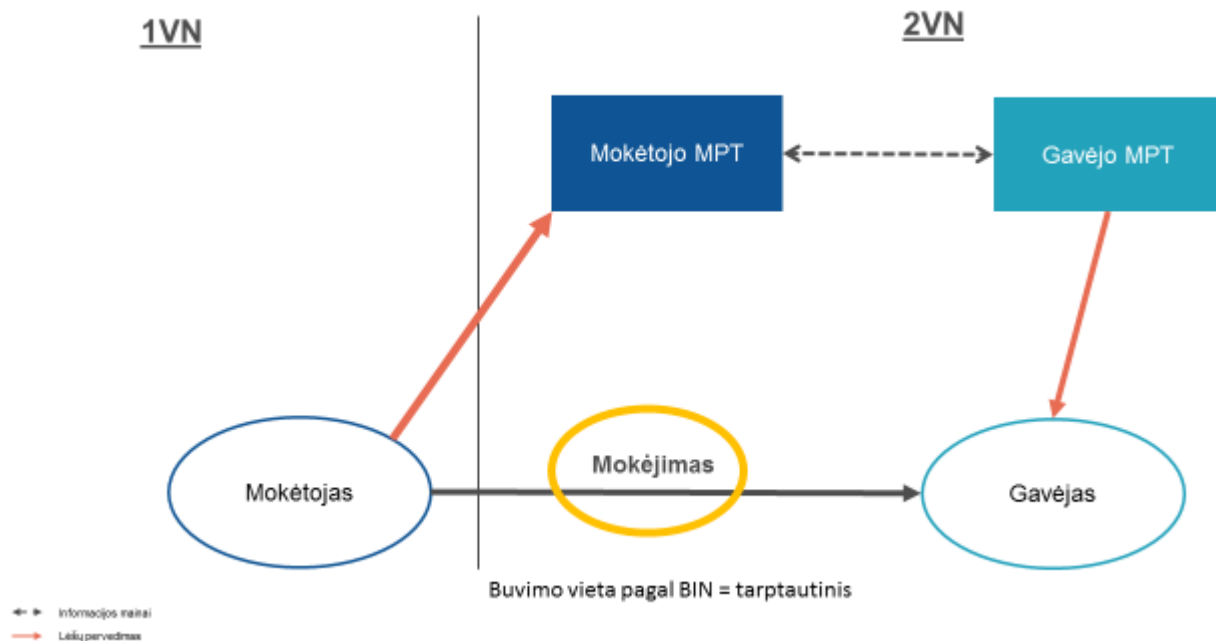 1VN
2VN
Mokėtojo MPT
Gavėjo MPT
Mokėjimas
Mokėtojas
Gavėjas
Buvimo vieta pagal BIN = tarptautinis
Informacijos mainai
Lėšų pervedimas